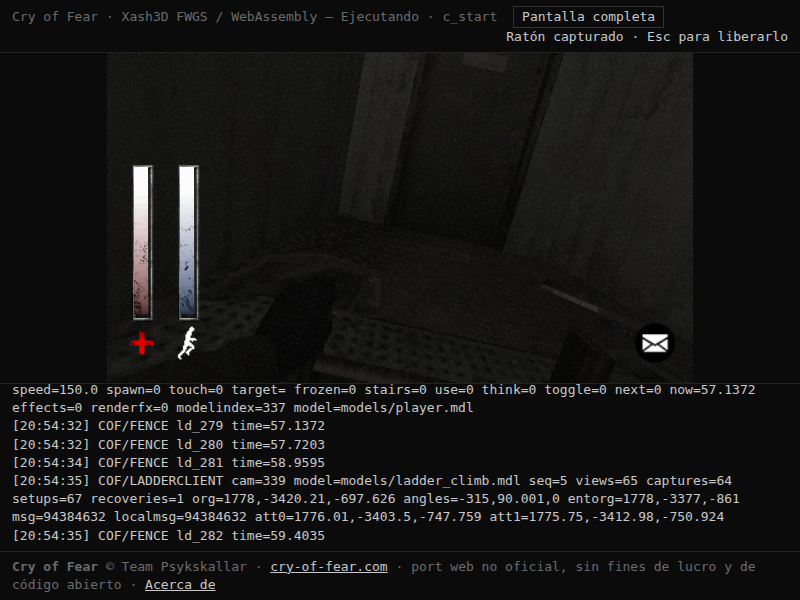 Cry of Fear · Xash3D FWGS / WebAssembly — Ejecutando · c_start
Pantalla completa
Ratón capturado · Esc para liberarlo
speed=150.0 spawn=0 touch=0 target= frozen=0 stairs=0 use=0 think=0 toggle=0 next=0 now=57.1372
effects=0 renderfx=0 modelindex=337 model=models/player.mdl
[20:54:32] COF/FENCE ld_279 time=57.1372
[20:54:32] COF/FENCE ld_280 time=57.7203
[20:54:34] COF/FENCE ld_281 time=58.9595
[20:54:35] COF/LADDERCLIENT cam=339 model=models/ladder_climb.mdl seq=5 views=65 captures=64
setups=67 recoveries=1 org=1778,-3420.21,-697.626 angles=-315,90.001,0 entorg=1778,-3377,-861
msg=94384632 localmsg=94384632 att0=1776.01,-3403.5,-747.759 att1=1775.75,-3412.98,-750.924
[20:54:35] COF/FENCE ld_282 time=59.4035
Cry of Fear © Team Psykskallar · cry-of-fear.com · port web no oficial, sin fines de lucro y de
código abierto · Acerca de